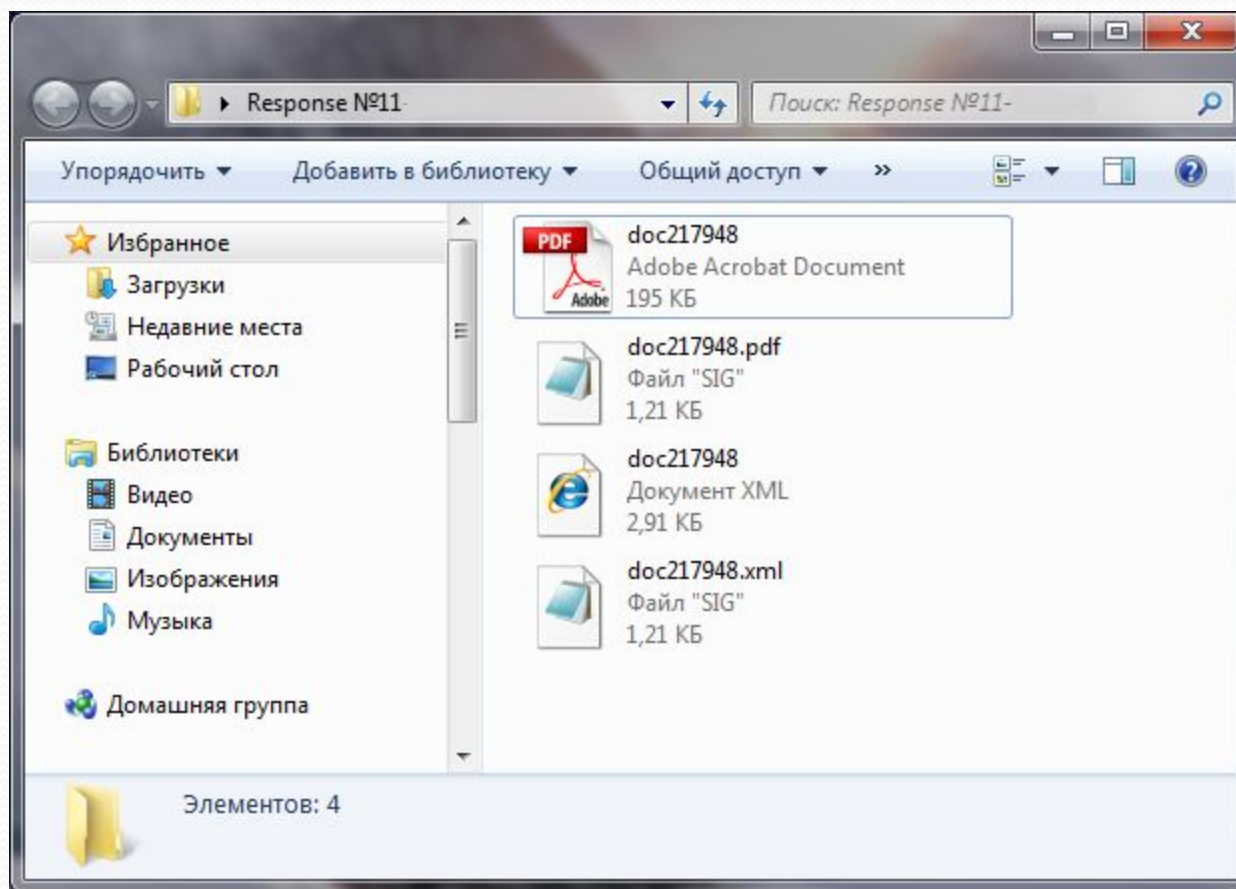 Response №11-
Поиск: Response №11-
Упорядочить
Добавить в библиотеку
Общий доступ
»
Избранное
Загрузки
Недавние места
Рабочий стол
Библиотеки
Видео
Документы
Изображения
Музыка
Домашняя группа
PDF
Adobe
doc217948
Adobe Acrobat Document
195 КБ
doc217948.pdf
Файл "SIG"
1,21 КБ
doc217948
Документ XML
2,91 КБ
doc217948.xml
Файл "SIG"
1,21 КБ
Элементов: 4